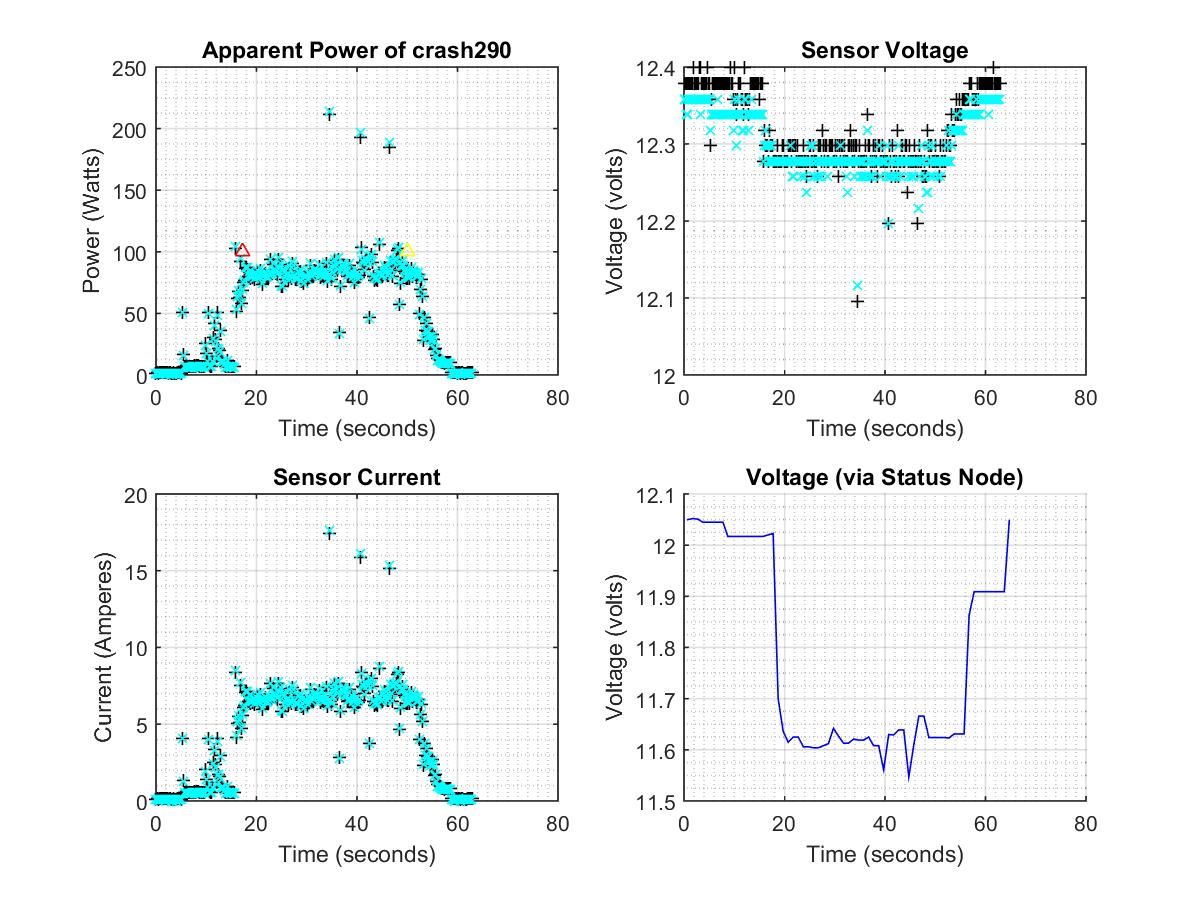 Apparent Power of crash290
250
200
150
100
50
0
Power (Watts)
0 20 40 60 80
Time (seconds)
Sensor Voltage
12.4
12.3
12.2
12.1
12
Voltage (volts)
0 20 40 60 80
Time (seconds)
Sensor Current
20
15
10
5
0
Current (Amperes)
0 20 40 60 80
Time (seconds)
Voltage (via Status Node)
12.1
12
11.9
11.8
11.7
11.6
11.5
Voltage (volts)
0 20 40 60 80
Time (seconds)